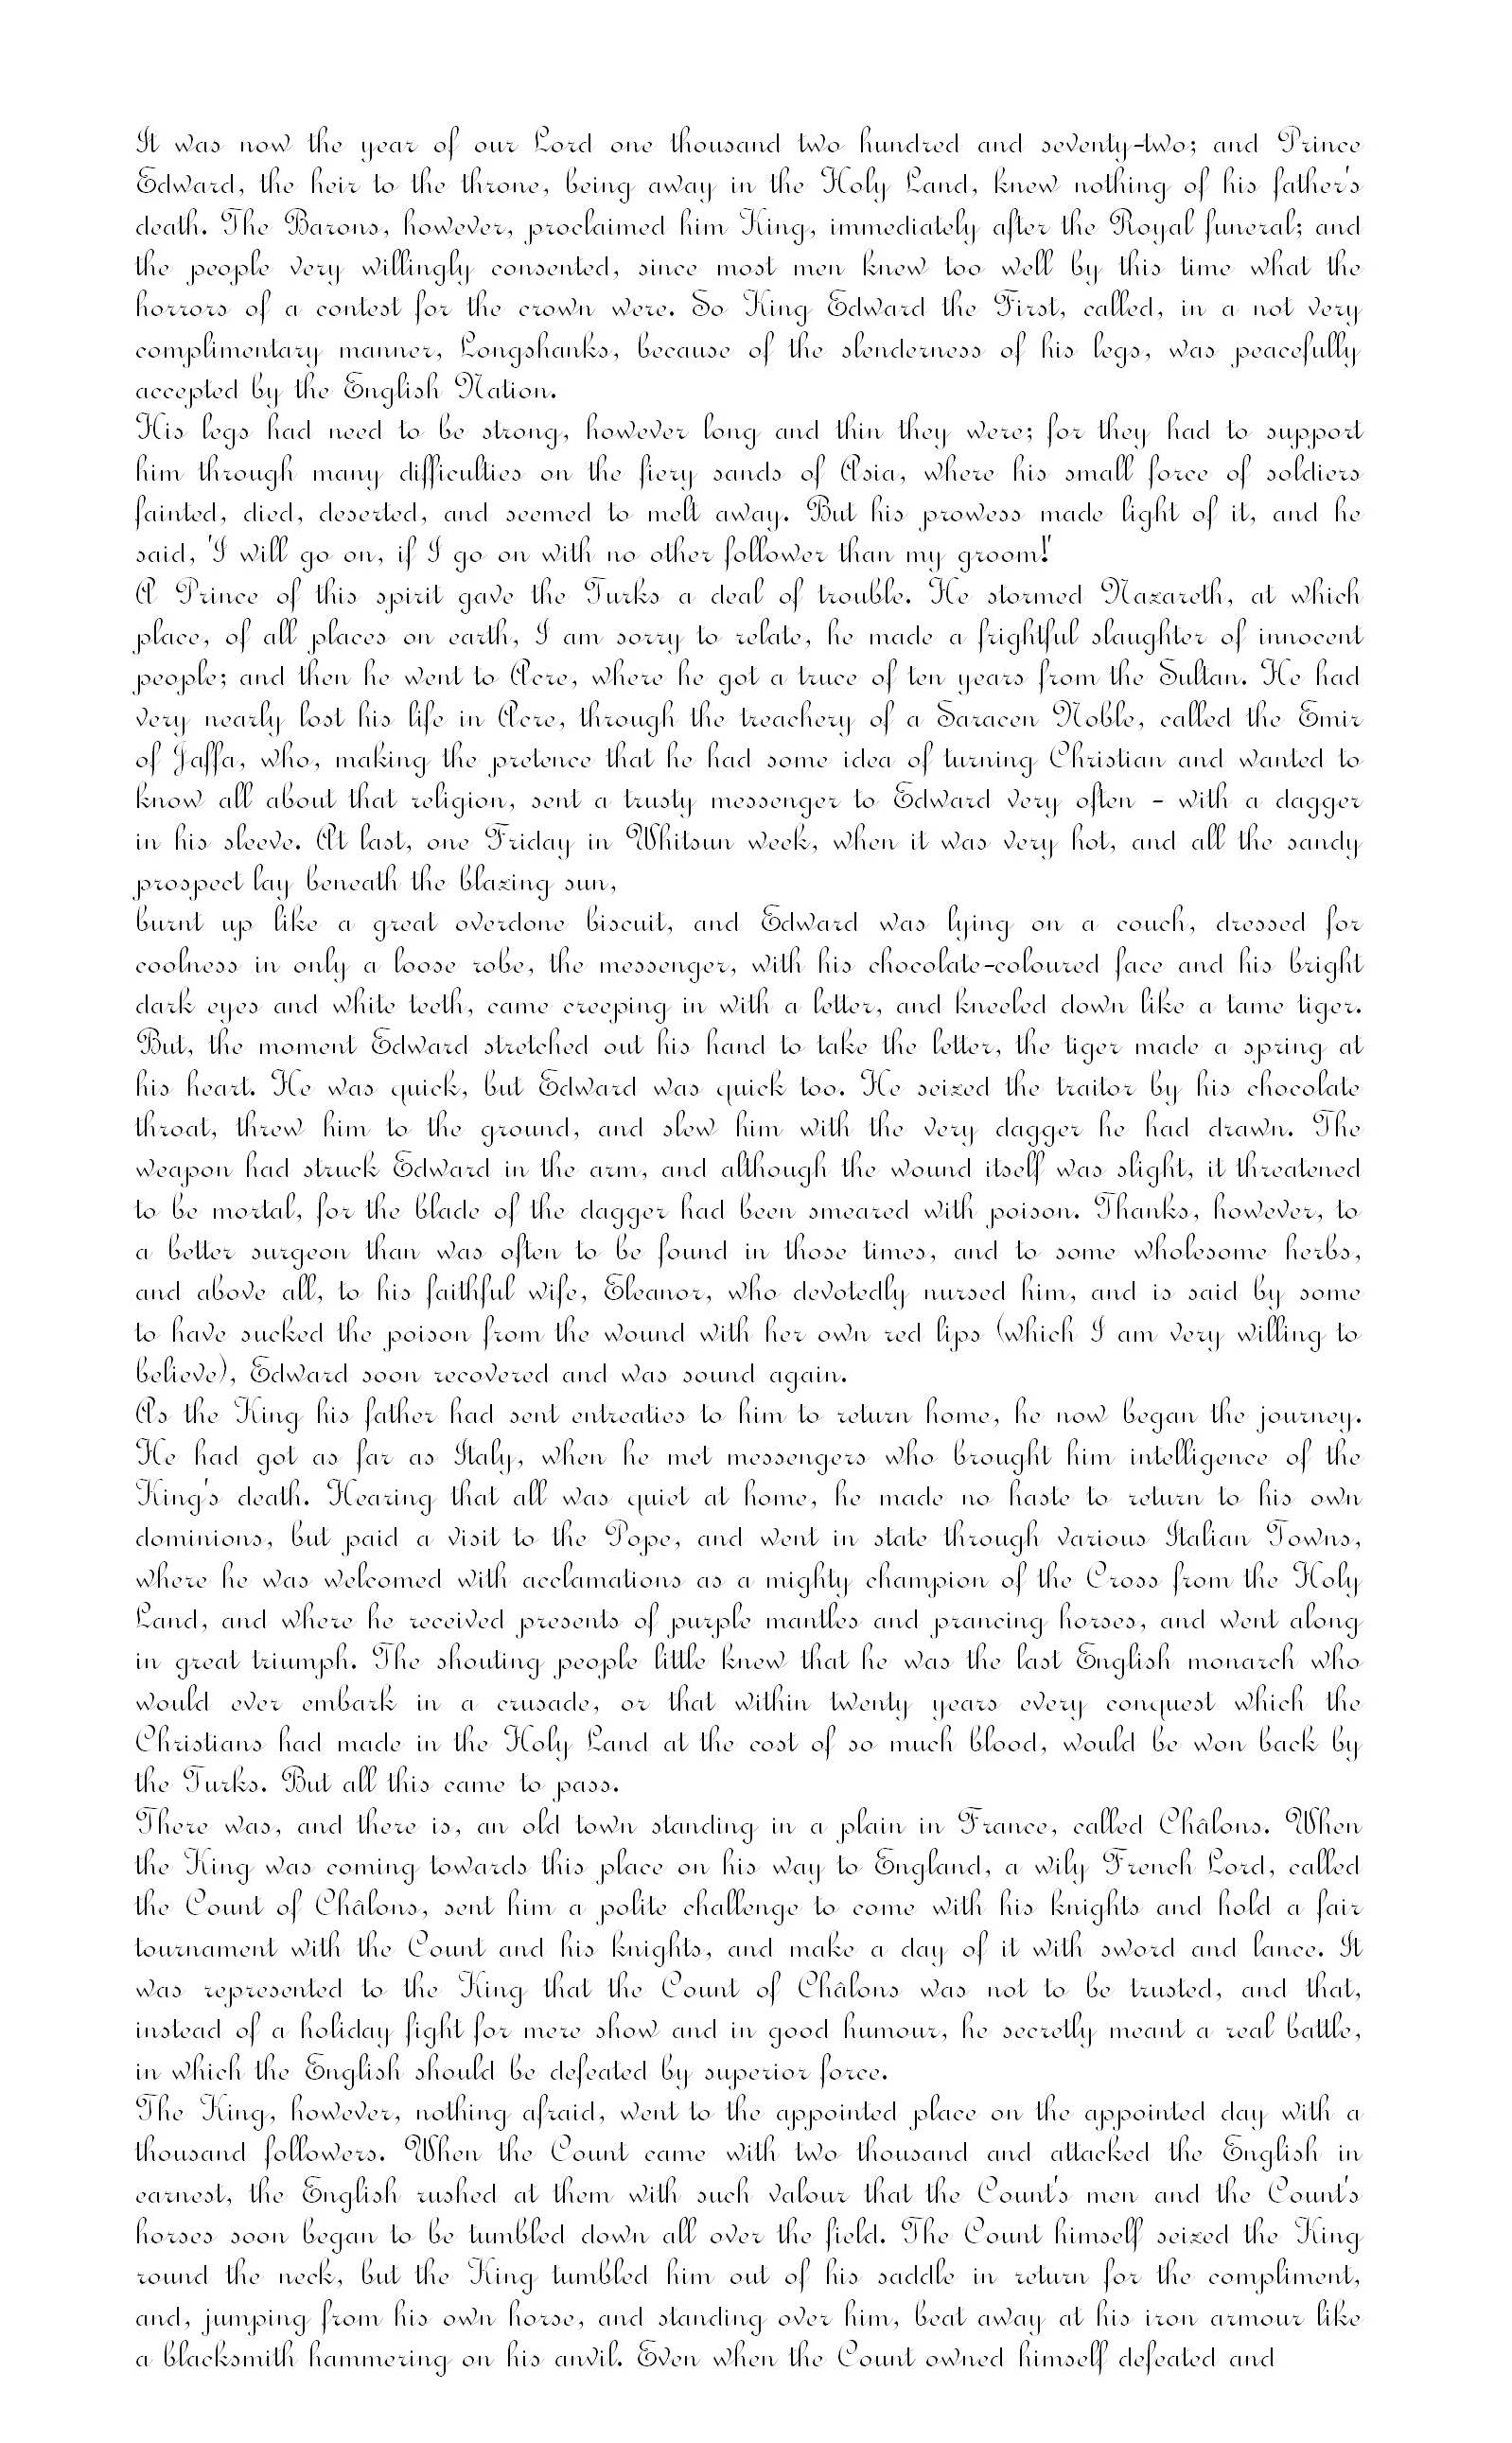 It was now the year of our Lord one thousand two hundred and seventy-two; and Prince
Edward, the heir to the throne, being away in the Holy Land, knew nothing of his father's
death. The Barons, however, proclaimed him King, immediately after the Royal funeral; and
the people very willingly consented, since most men knew too well by this time what the
horrors of a contest for the crown were. So King Edward the First, called, in a not very
complimentary manner, Longshanks, because of the slenderness of his legs, was peacefully
accepted by the English Nation.
His legs had need to be strong, however long and thin they were; for they had to support
him through many difficulties on the fiery sands of Asia, where his small force of soldiers
fainted, died, deserted, and seemed to melt away. But his prowess made light of it, and he
said, 'I will go on, if I go on with no other follower than my groom!'
A Prince of this spirit gave the Turks a deal of trouble. He stormed Nazareth, at which
place, of all places on earth, I am sorry to relate, he made a frightful slaughter of innocent
people; and then he went to Acre, where he got a truce of ten years from the Sultan. He had
very nearly lost his life in Acre, through the treachery of a Saracen Noble, called the Emir
of Jaffa, who, making the pretence that he had some idea of turning Christian and wanted to
know all about that religion, sent a trusty messenger to Edward very often - with a dagger
in his sleeve. At last, one Friday in Whitsun week, when it was very hot, and all the sandy
prospect lay beneath the blazing sun,
burnt up like a great overdone biscuit, and Edward was lying on a couch, dressed for
coolness in only a loose robe, the messenger, with his chocolate-coloured face and his bright
dark eyes and white teeth, came creeping in with a letter, and kneeled down like a tame tiger.
But, the moment Edward stretched out his hand to take the letter, the tiger made a spring at
his heart. He was quick, but Edward was quick too. He seized the traitor by his chocolate
throat, threw him to the ground, and slew him with the very dagger he had drawn. The
weapon had struck Edward in the arm, and although the wound itself was slight, it threatened
to be mortal, for the blade of the dagger had been smeared with poison. Thanks, however, to
a better surgeon than was often to be found in those times, and to some wholesome herbs,
and above all, to his faithful wife, Eleanor, who devotedly nursed him, and is said by some
to have sucked the poison from the wound with her own red lips (which I am very willing to
believe), Edward soon recovered and was sound again.
As the King his father had sent entreaties to him to return home, he now began the journey.
He had got as far as Italy, when he met messengers who brought him intelligence of the
King's death. Hearing that all was quiet at home, he made no haste to return to his own
dominions, but paid a visit to the Pope, and went in state through various Italian Towns,
where he was welcomed with acclamations as a mighty champion of the Cross from the Holy
Land, and where he received presents of purple mantles and prancing horses, and went along
in great triumph. The shouting people little knew that he was the last English monarch who
would ever embark in a crusade, or that within twenty years every conquest which the
Christians had made in the Holy Land at the cost of so much blood, would be won back by
the Turks. But all this came to pass.
There was, and there is, an old town standing in a plain in France, called Châlons. When
the King was coming towards this place on his way to England, a wily French Lord, called
the Count of Châlons, sent him a polite challenge to come with his knights and hold a fair
tournament with the Count and his knights, and make a day of it with sword and lance. It
was represented to the King that the Count of Châlons was not to be trusted, and that,
instead of a holiday fight for mere show and in good humour, he secretly meant a real battle,
in which the English should be defeated by superior force.
The King, however, nothing afraid, went to the appointed place on the appointed day with a
thousand followers. When the Count came with two thousand and attacked the English in
earnest, the English rushed at them with such valour that the Count's men and the Count's
horses soon began to be tumbled down all over the field. The Count himself seized the King
round the neck, but the King tumbled him out of his saddle in return for the compliment,
and, jumping from his own horse, and standing over him, beat away at his iron armour like
a blacksmith hammering on his anvil. Even when the Count owned himself defeated and